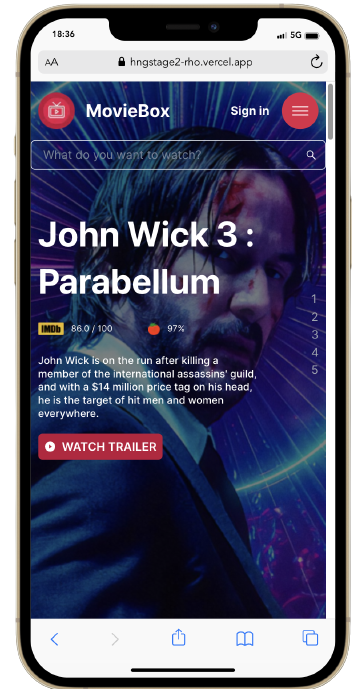 18:36
5G
AA
hngstage2-rho.vercel.app
MovieBox
Sign in
What do you want to watch?
John Wick 3 :
Parabellum
IMDb 86.0 / 100 97%
1
2
3
4
5
John Wick is on the run after killing a
member of the international assassins' guild,
and with a $14 million price tag on his head,
he is the target of hit men and women
everywhere.
WATCH TRAILER